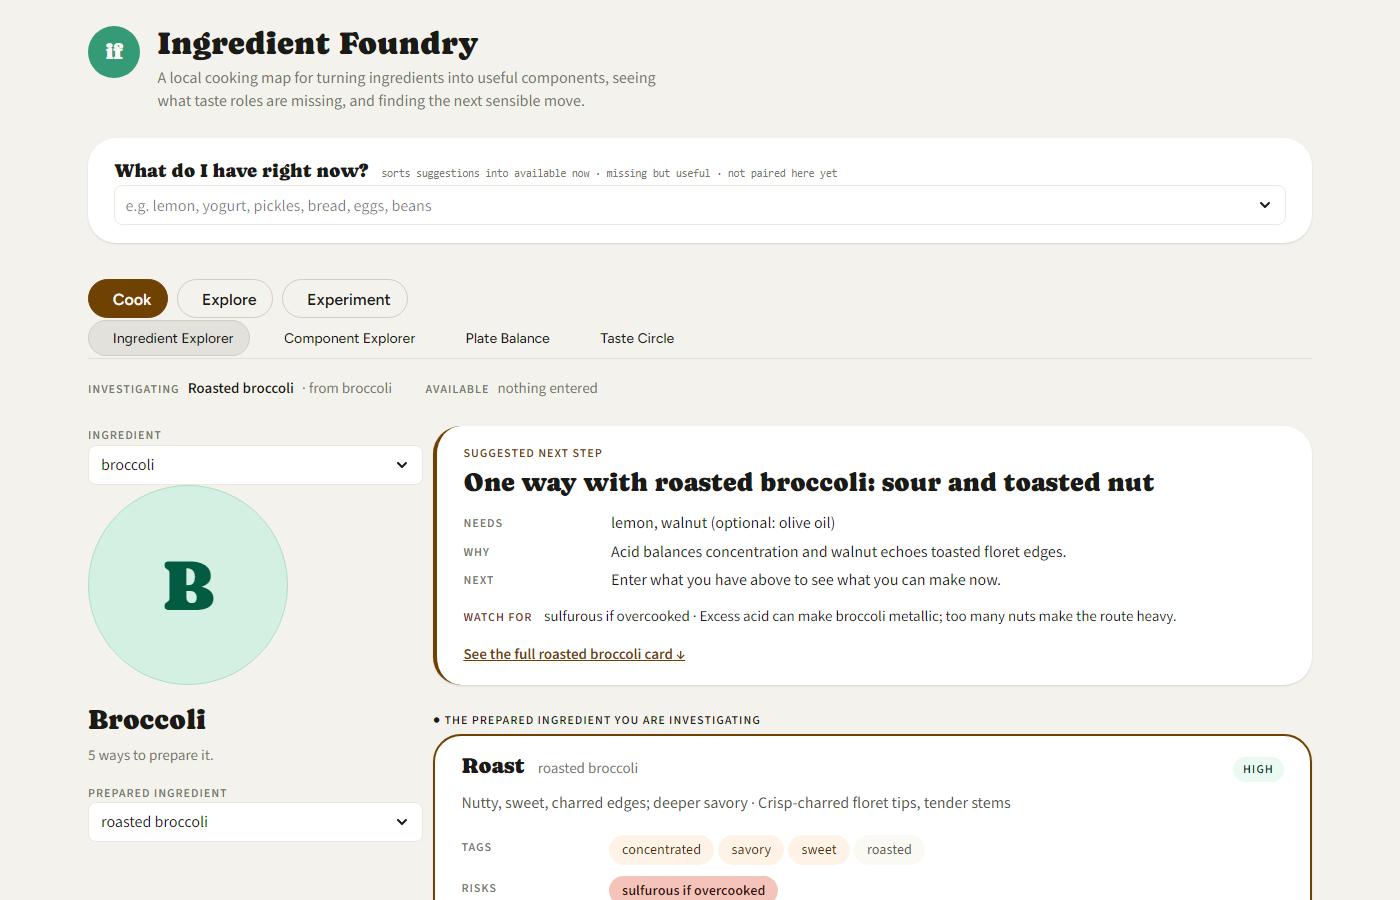 if
Ingredient Foundry
A local cooking map for turning ingredients into useful components, seeing
what taste roles are missing, and finding the next sensible move.
What do I have right now? sorts suggestions into available now · missing but useful · not paired here yet
e.g. lemon, yogurt, pickles, bread, eggs, beans
Cook Explore Experiment
Ingredient Explorer Component Explorer Plate Balance Taste Circle
INVESTIGATING Roasted broccoli · from broccoli AVAILABLE nothing entered
INGREDIENT
broccoli
B
Broccoli
5 ways to prepare it.
PREPARED INGREDIENT
roasted broccoli
SUGGESTED NEXT STEP
One way with roasted broccoli: sour and toasted nut
NEEDS lemon, walnut (optional: olive oil)
WHY Acid balances concentration and walnut echoes toasted floret edges.
NEXT Enter what you have above to see what you can make now.
WATCH FOR sulfurous if overcooked · Excess acid can make broccoli metallic; too many nuts make the route heavy.
See the full roasted broccoli card ↓
● THE PREPARED INGREDIENT YOU ARE INVESTIGATING
Roast roasted broccoli HIGH
Nutty, sweet, charred edges; deeper savory · Crisp-charred floret tips, tender stems
TAGS concentrated savory sweet roasted
RISKS sulfurous if overcooked